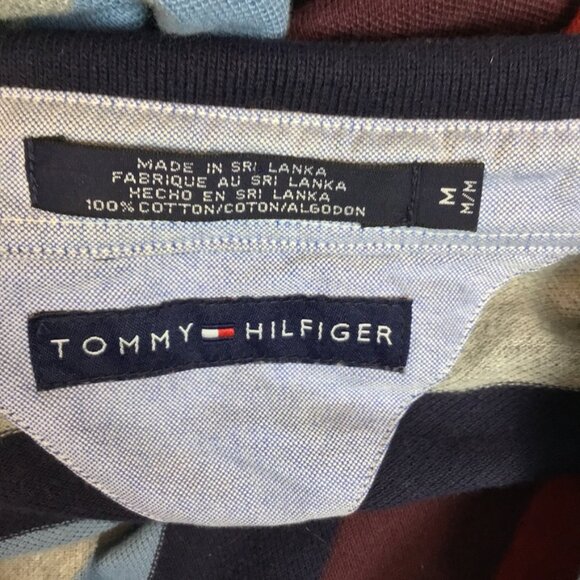 MADE IN SRI LANKA
FABRIQUE AU SRI LANKA
HECHO EN SRI LANKA
100% COTTON/COTON/ALGODON
M
M/M
TOMMY HILFIGER